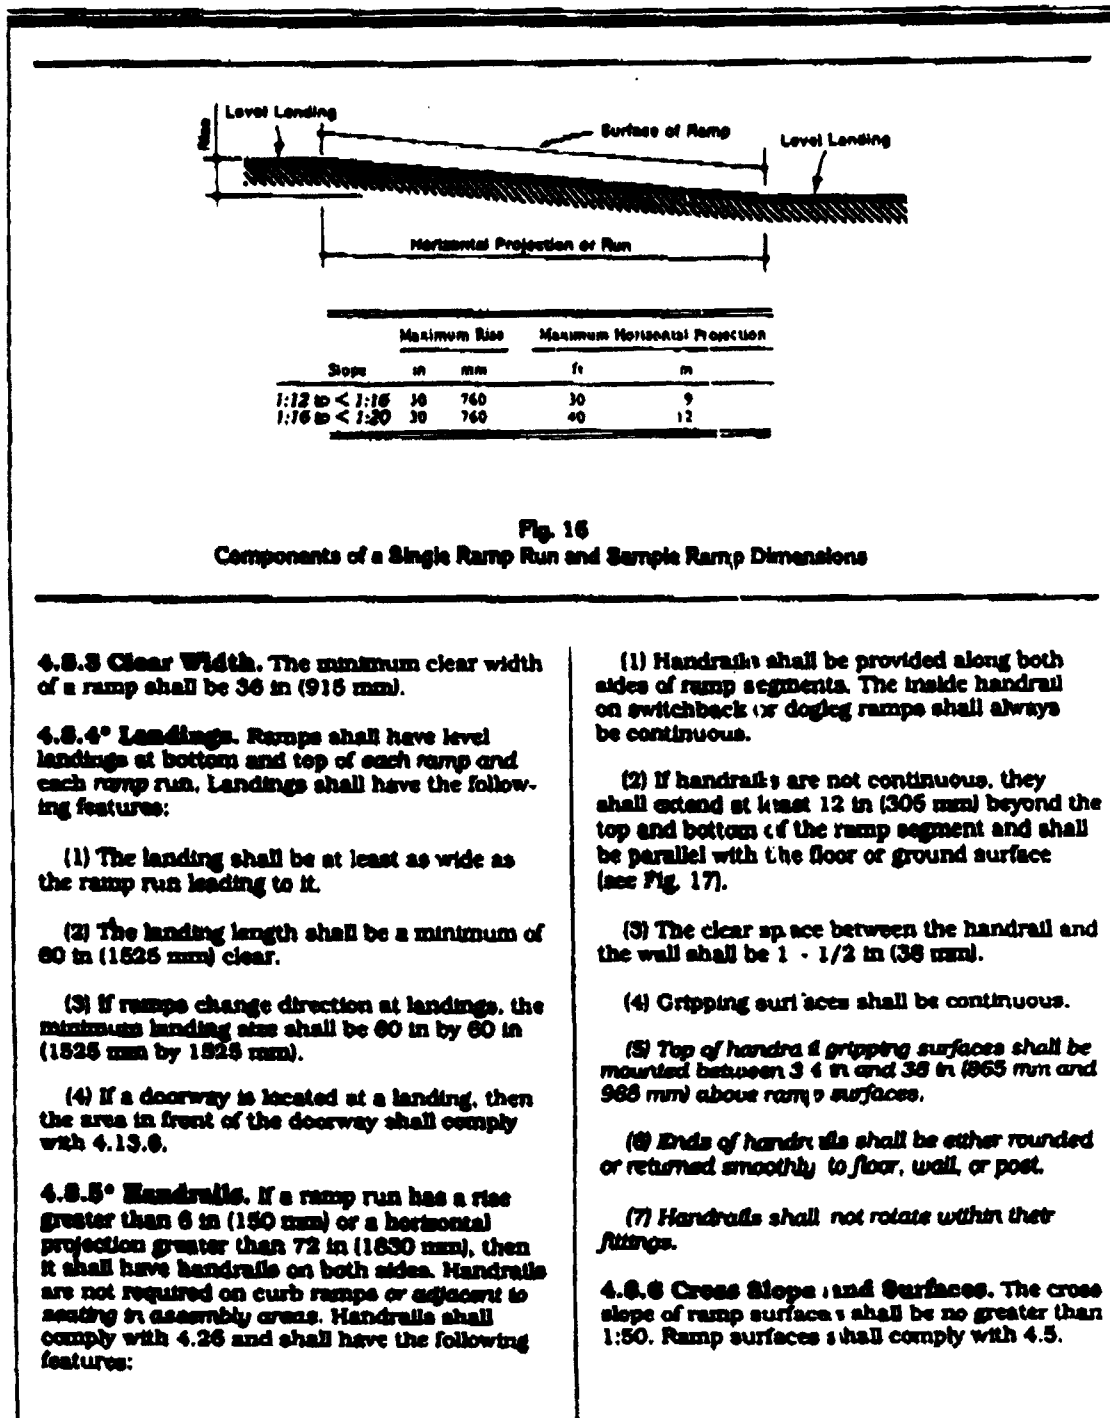 Level Landing
Rise
Surface of Ramp
Level Landing
Horizontal Projection or Run
Maximum Rise Maximum Horizontal Projection
Slope in mm ft m
1:12 to < 1:16 30 760 30 9
1:16 to < 1:20 30 760 40 12
Fig. 16
Components of a Single Ramp Run and Sample Ramp Dimensions
4.8.3 Clear Width. The minimum clear width
of a ramp shall be 36 in (915 mm).
4.8.4* Landings. Ramps shall have level
landings at bottom and top of each ramp and
each ramp run. Landings shall have the follow-
ing features:
(1) The landing shall be at least as wide as
the ramp run leading to it.
(2) The landing length shall be a minimum of
60 in (1525 mm) clear.
(3) If ramps change direction at landings, the
minimum landing size shall be 60 in by 60 in
(1525 mm by 1525 mm).
(4) If a doorway is located at a landing, then
the area in front of the doorway shall comply
with 4.13.6.
4.8.5* Handrails. If a ramp run has a rise
greater than 6 in (150 mm) or a horizontal
projection greater than 72 in (1830 mm), then
it shall have handrails on both sides. Handrails
are not required on curb ramps or adjacent to
seating in assembly areas. Handrails shall
comply with 4.26 and shall have the following
features:
(1) Handrails shall be provided along both
sides of ramp segments. The inside handrail
on switchback or dogleg ramps shall always
be continuous.
(2) If handrails are not continuous, they
shall extend at least 12 in (305 mm) beyond the
top and bottom of the ramp segment and shall
be parallel with the floor or ground surface
(see Fig. 17).
(3) The clear space between the handrail and
the wall shall be 1 - 1/2 in (38 mm).
(4) Gripping surfaces shall be continuous.
(5) Top of handrail gripping surfaces shall be
mounted between 34 in and 38 in (865 mm and
965 mm) above ramp surfaces.
(6) Ends of handrails shall be either rounded
or returned smoothly to floor, wall, or post.
(7) Handrails shall not rotate within their
fittings.
4.8.6 Cross Slope and Surfaces. The cross
slope of ramp surfaces shall be no greater than
1:50. Ramp surfaces shall comply with 4.5.